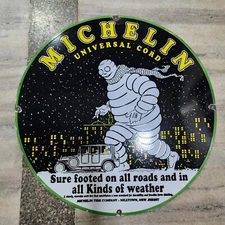 MICHELIN
UNIVERSAL CORD
Sure footed on all roads and in
all Kinds of weather
MICHELIN TIRE COMPANY - MILLTOWN, NEW JERSEY